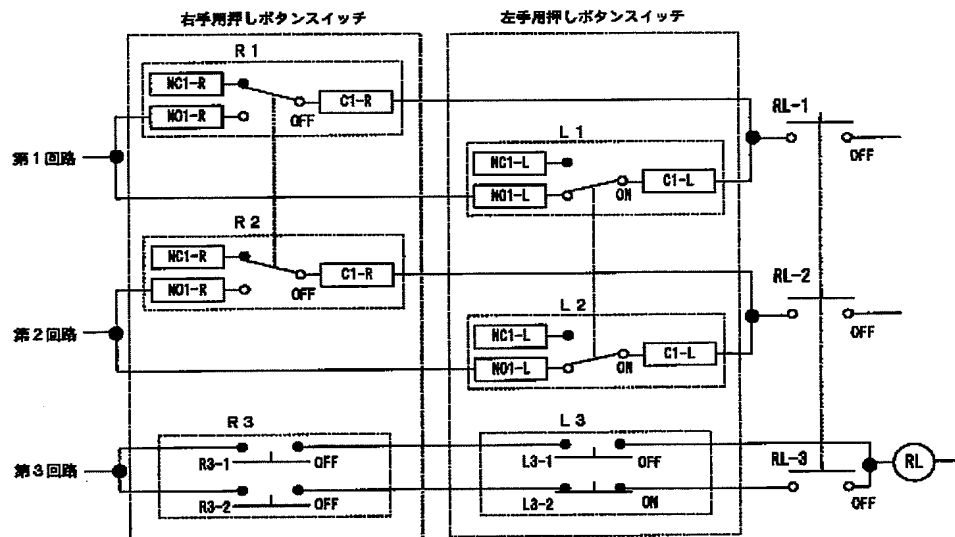 右手用押しボタンスイッチ
左手用押しボタンスイッチ
R1
NC1-R
NO1-R
OFF
C1-R
RL-1
OFF
第1回路
L1
NC1-L
NO1-L
ON
C1-L
R2
NC1-R
NO1-R
OFF
C1-R
RL-2
OFF
第2回路
L2
NC1-L
NO1-L
ON
C1-L
R3
L3
第3回路
R3-1
OFF
L3-1
OFF
RL-3
RL
R3-2
OFF
L3-2
ON
OFF